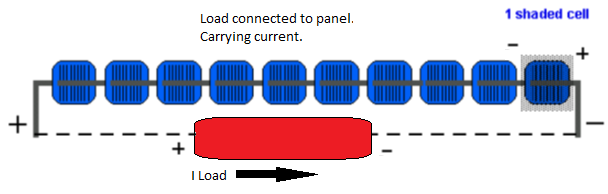 Load connected to panel.
Carrying current.
1 shaded cell
- +
+ -
+ -
I Load